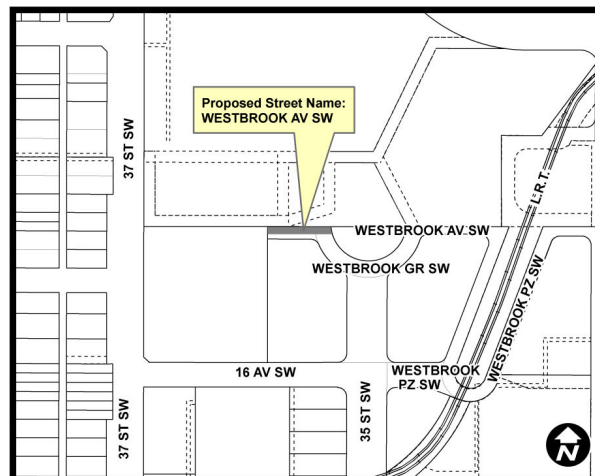 Proposed Street Name:
WESTBROOK AV SW
37 ST SW
L.R.T.
WESTBROOK AV SW
WESTBROOK GR SW
WESTBROOK PZ SW
16 AV SW
WESTBROOK
PZ SW
37 ST SW
35 ST SW
N